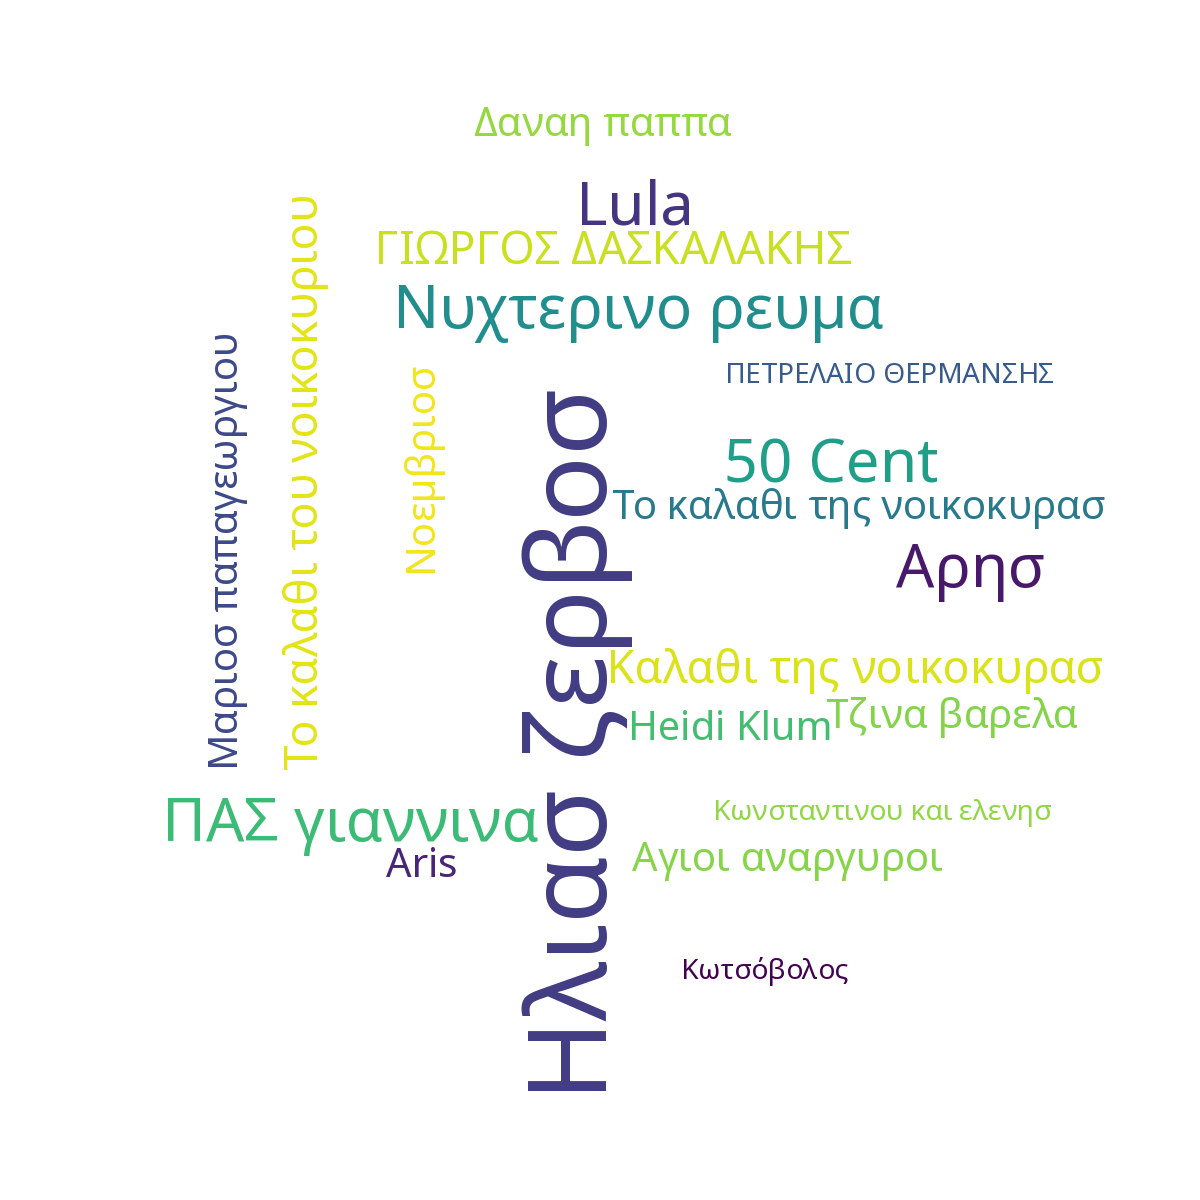 Δαναη παππα
Lula
ΓΙΩΡΓΟΣ ΔΑΣΚΑΛΑΚΗΣ
Νυχτερινο ρευμα
Το καλαθι του νοικοκυριου
Μαριοσ παπαγεωργιου
Νοεμβριοσ
ΠΕΤΡΕΛΑΙΟ ΘΕΡΜΑΝΣΗΣ
Ηλιασ ζερβοσ
50 Cent
Το καλαθι της νοικοκυρασ
Αρησ
Καλαθι της νοικοκυρασ
Τζινα βαρελα
Heidi Klum
ΠΑΣ γιαννινα
Κωνσταντινου και ελενησ
Aris
Αγιοι αναργυροι
Κωτσόβολος